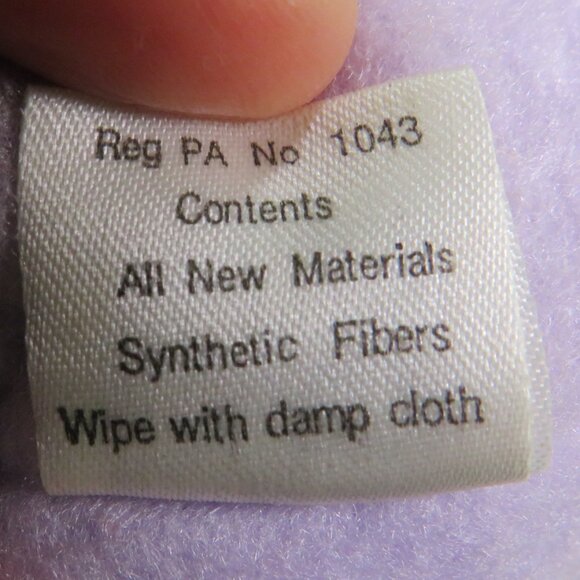 Reg PA No 1043
Contents
All New Materials
Synthetic Fibers
Wipe with damp cloth